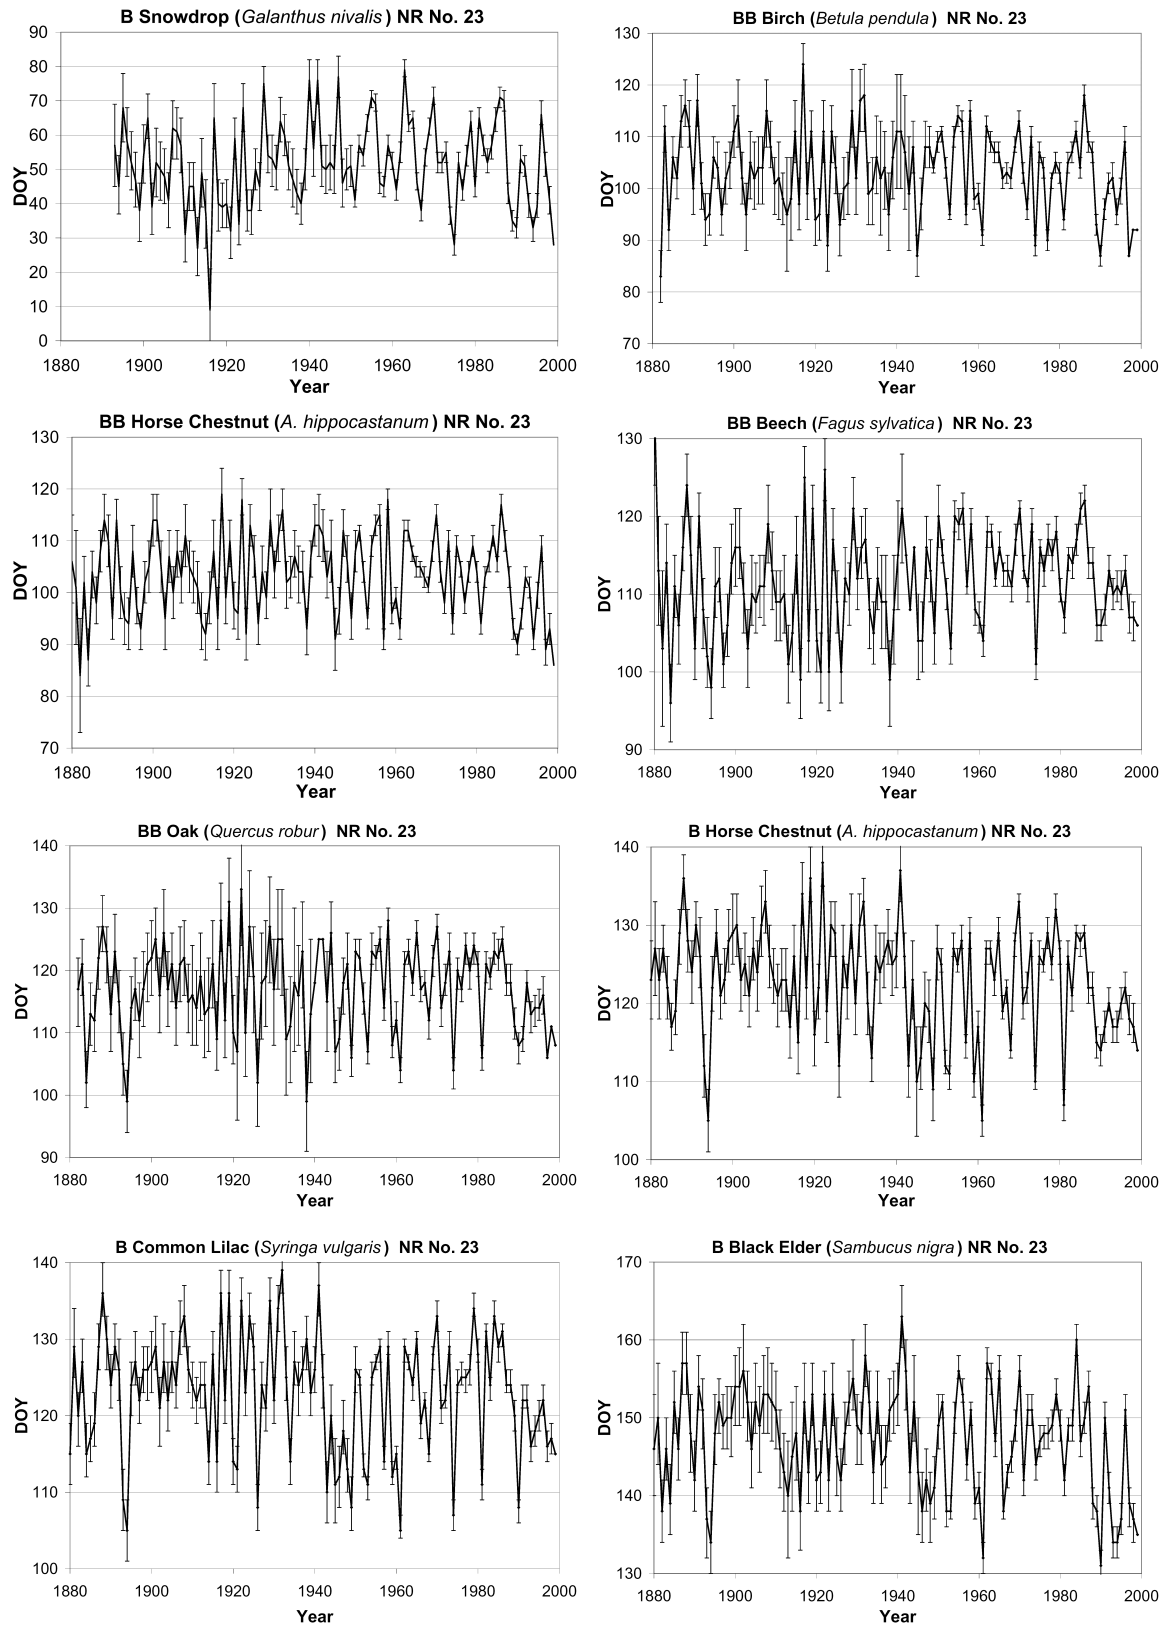 B Snowdrop (Galanthus nivalis) NR No. 23
90
80
70
60
50
40
30
20
10
0
DOY
1880 1900 1920 1940 1960 1980 2000
Year
BB Birch (Betula pendula) NR No. 23
130
120
110
100
90
80
70
DOY
1880 1900 1920 1940 1960 1980 2000
Year
BB Horse Chestnut (A. hippocastanum) NR No. 23
130
120
110
100
90
80
70
DOY
1880 1900 1920 1940 1960 1980 2000
Year
BB Beech (Fagus sylvatica) NR No. 23
130
120
110
100
90
DOY
1880 1900 1920 1940 1960 1980 2000
Year
BB Oak (Quercus robur) NR No. 23
140
130
120
110
100
90
DOY
1880 1900 1920 1940 1960 1980 2000
Year
B Horse Chestnut (A. hippocastanum) NR No. 23
140
130
120
110
100
DOY
1880 1900 1920 1940 1960 1980 2000
Year
B Common Lilac (Syringa vulgaris) NR No. 23
140
130
120
110
100
DOY
1880 1900 1920 1940 1960 1980 2000
Year
B Black Elder (Sambucus nigra) NR No. 23
170
160
150
140
130
DOY
1880 1900 1920 1940 1960 1980 2000
Year